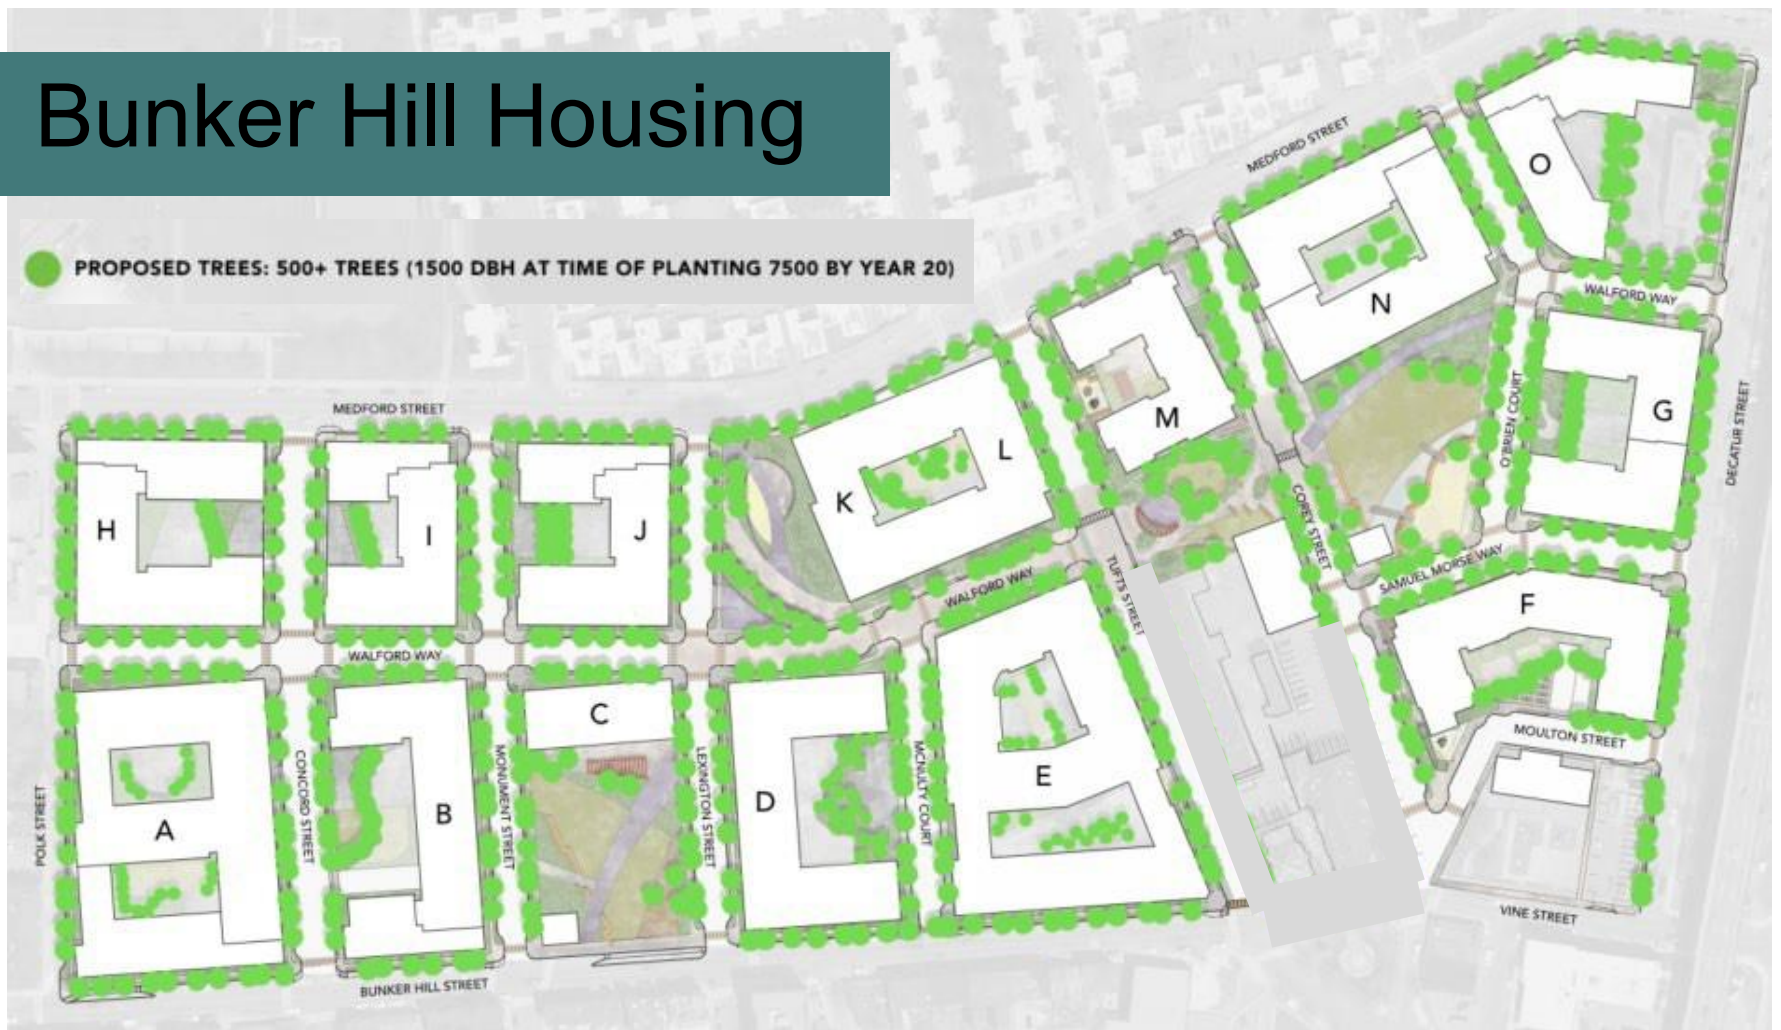 Bunker Hill Housing
PROPOSED TREES: 500+ TREES (1500 DBH AT TIME OF PLANTING 7500 BY YEAR 20)
MEDFORD STREET
O
N
WALFORD WAY
G
O'BRIEN COURT
DECATUR STREET
MEDFORD STREET
M
L
K
H
I
J
COREY STREET
TUFTS STREET
SAMUEL MORSE WAY
WALFORD WAY
F
WALFORD WAY
C
MOULTON STREET
E
D
B
A
POLK STREET
CONCORD STREET
MONUMENT STREET
LEXINGTON STREET
MCNULTY COURT
VINE STREET
BUNKER HILL STREET